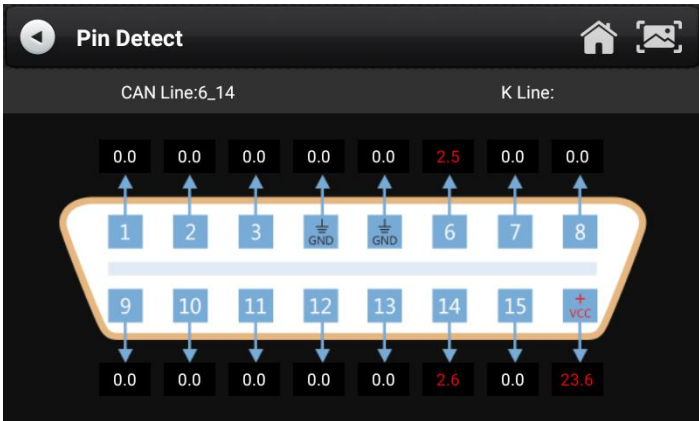 Pin Detect
CAN Line:6_14 K Line:
0.0 0.0 0.0 0.0 0.0 2.5 0.0 0.0
1 2 3 GND GND 6 7 8
9 10 11 12 13 14 15 + VCC
0.0 0.0 0.0 0.0 0.0 2.6 0.0 23.6